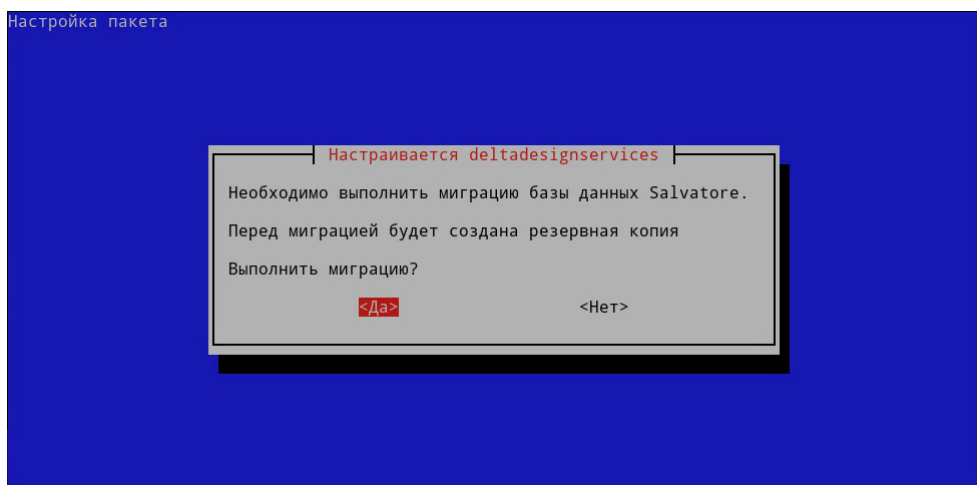 Настройка пакета
Настраивается deltadesignservices
Необходимо выполнить миграцию базы данных Salvatore.
Перед миграцией будет создана резервная копия
Выполнить миграцию?
<Да> <Нет>